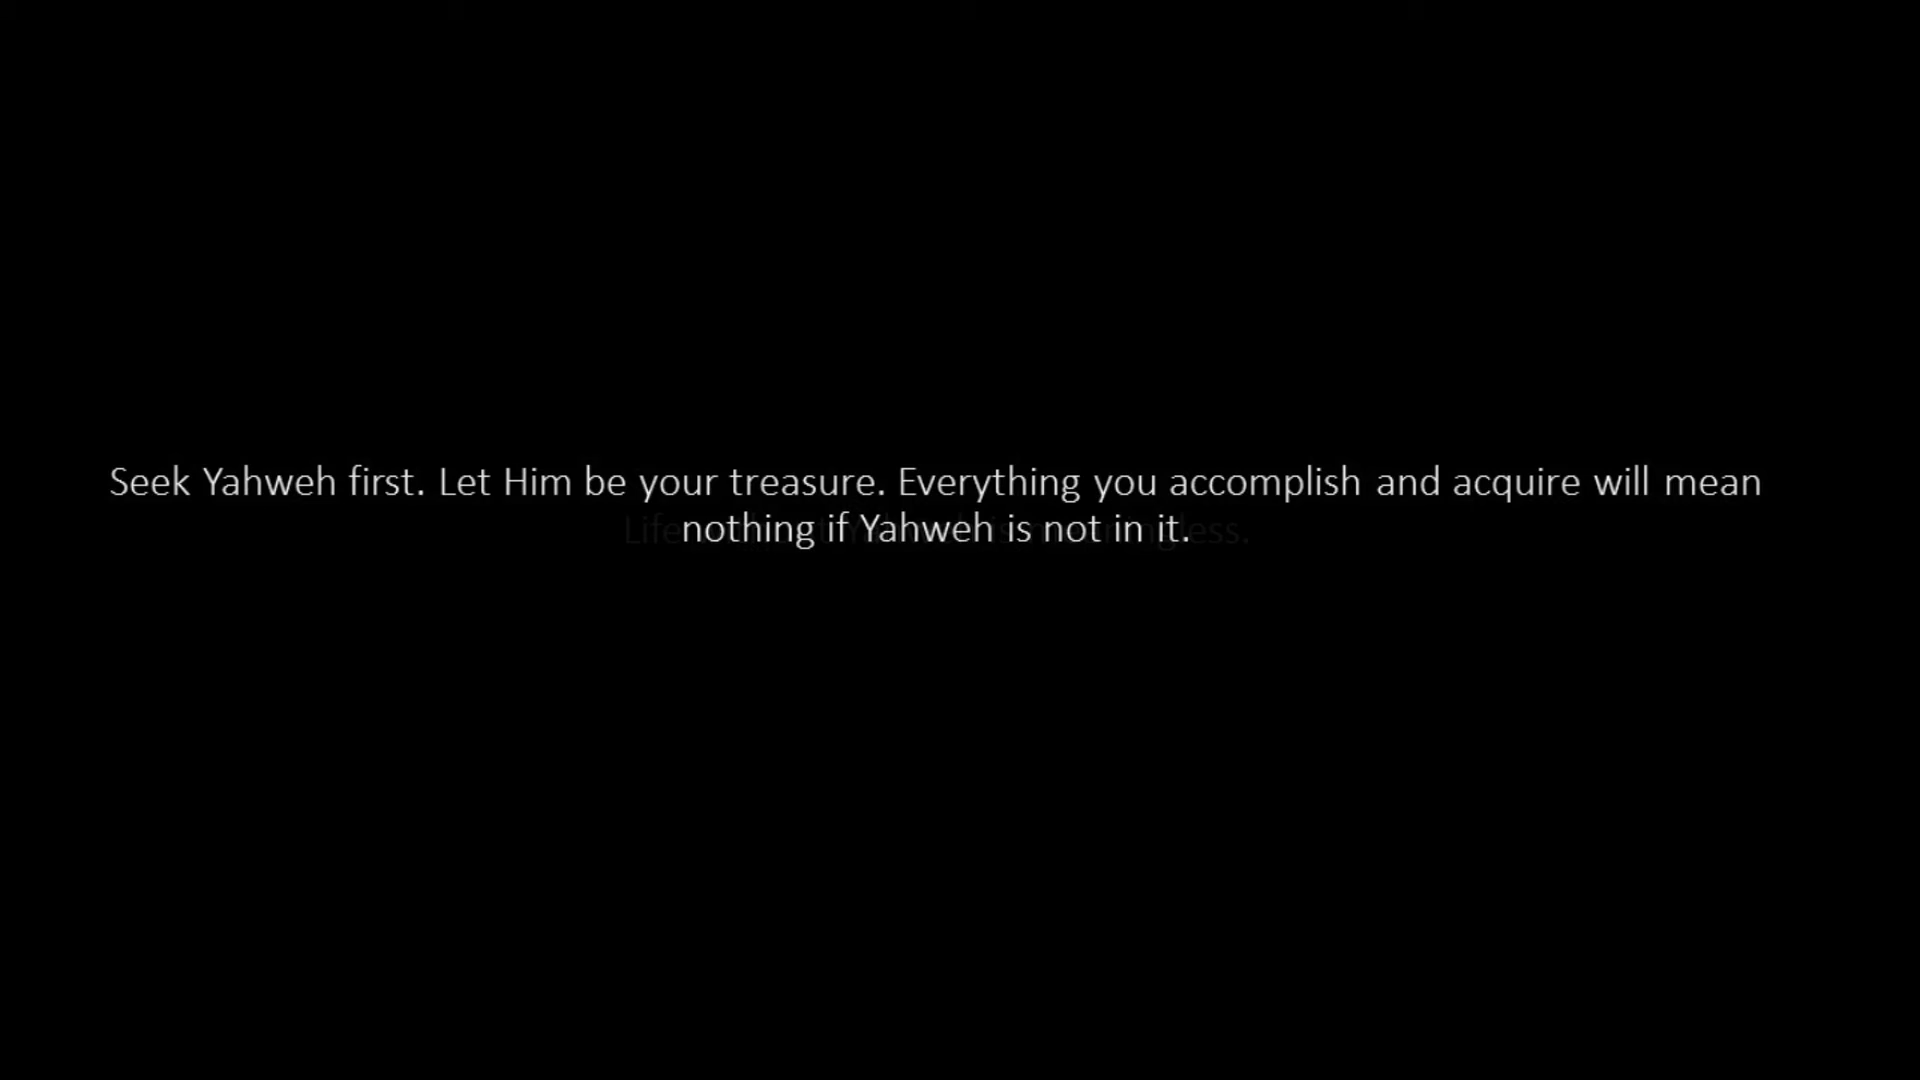 Seek Yahweh first. Let Him be your treasure. Everything you accomplish and acquire will mean
nothing if Yahweh is not in it.